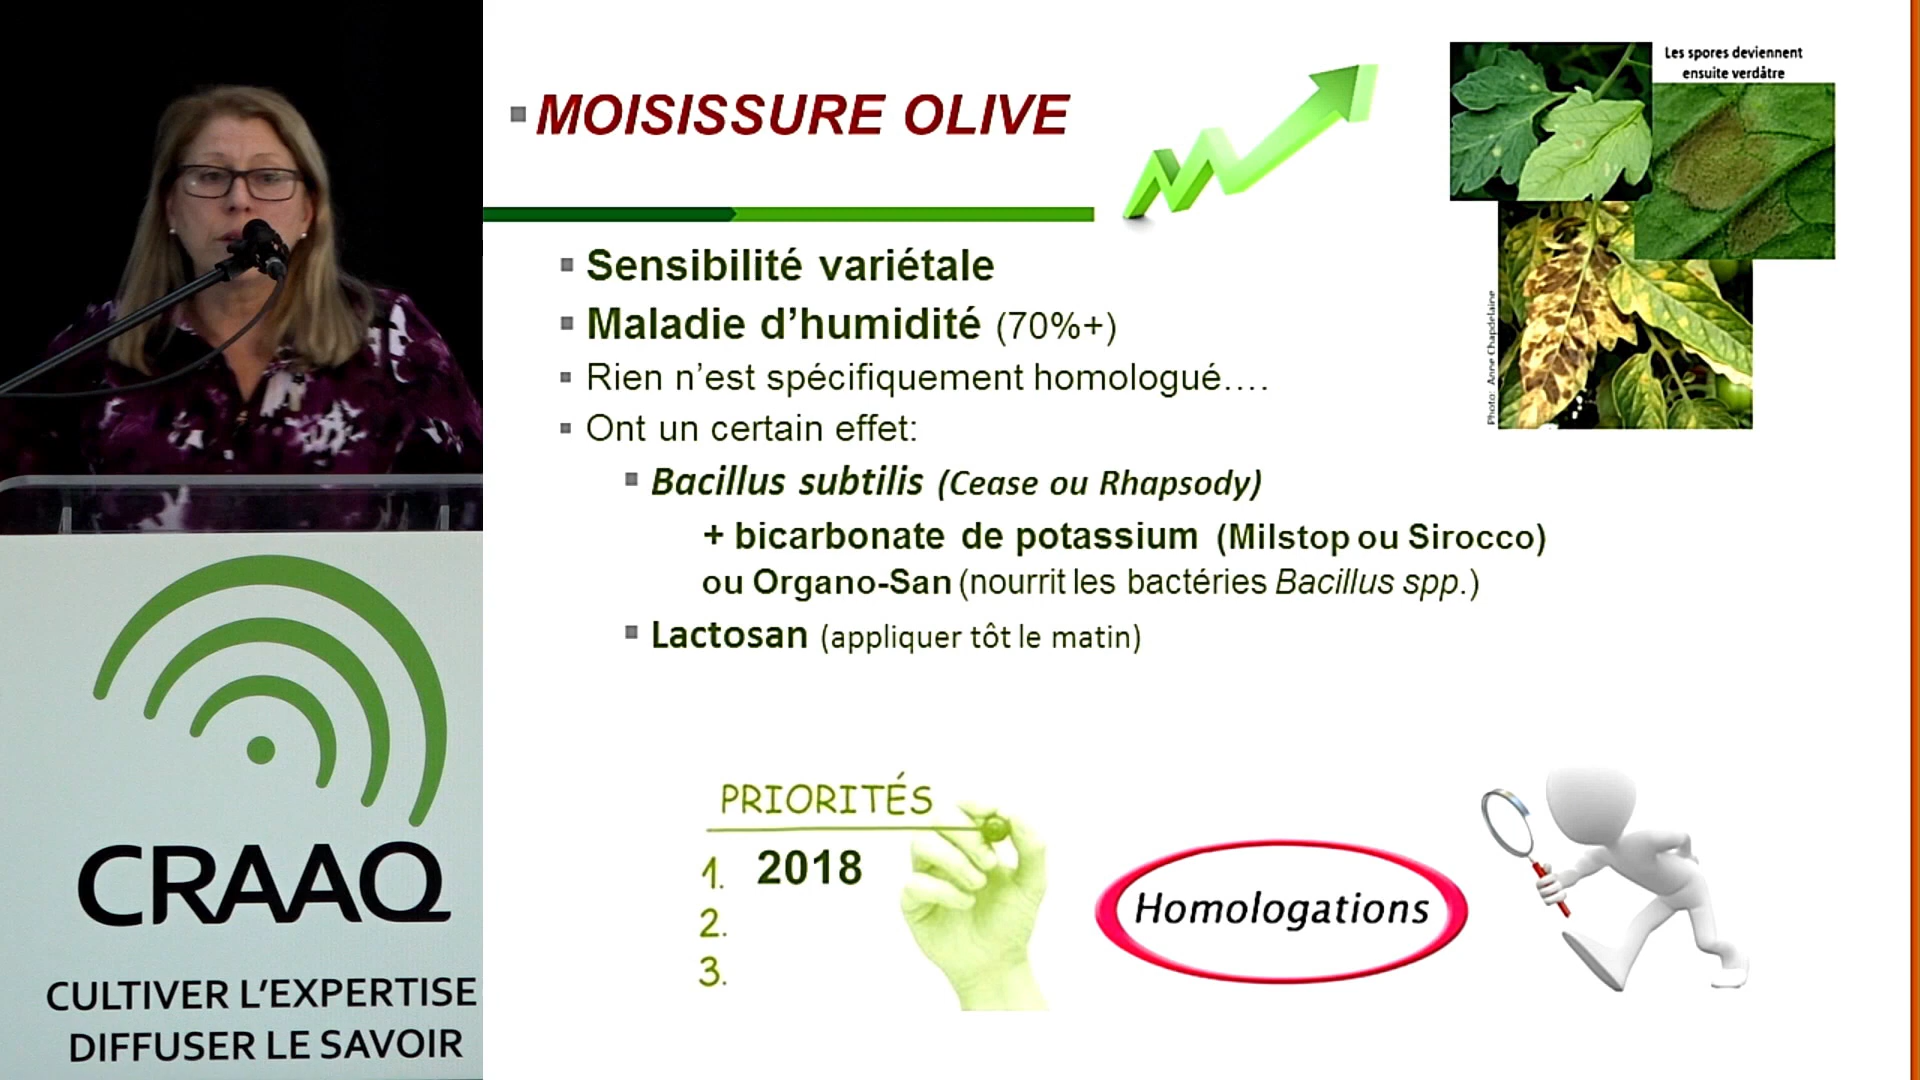 MOISISSURE OLIVE
Les spores deviennent
ensuite verdâtre
Sensibilité variétale
Maladie d’humidité (70%+)
Rien n’est spécifiquement homologué….
Ont un certain effet:
Bacillus subtilis (Cease ou Rhapsody)
+ bicarbonate de potassium (Milstop ou Sirocco)
ou Organo-San (nourrit les bactéries Bacillus spp.)
Lactosan (appliquer tôt le matin)
Photo: Anne Chapdelaine
PRIORITÉS
1. 2018
2.
3.
Homologations
CRAAQ
CULTIVER L’EXPERTISE
DIFFUSER LE SAVOIR